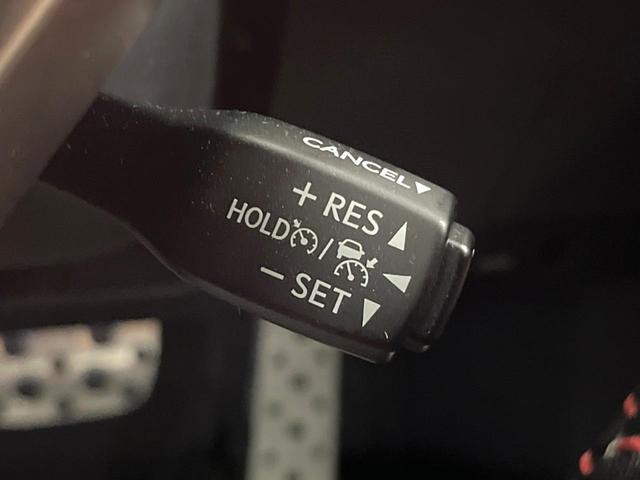 CANCEL▼
+ RES ▲
HOLD /
− SET ▼